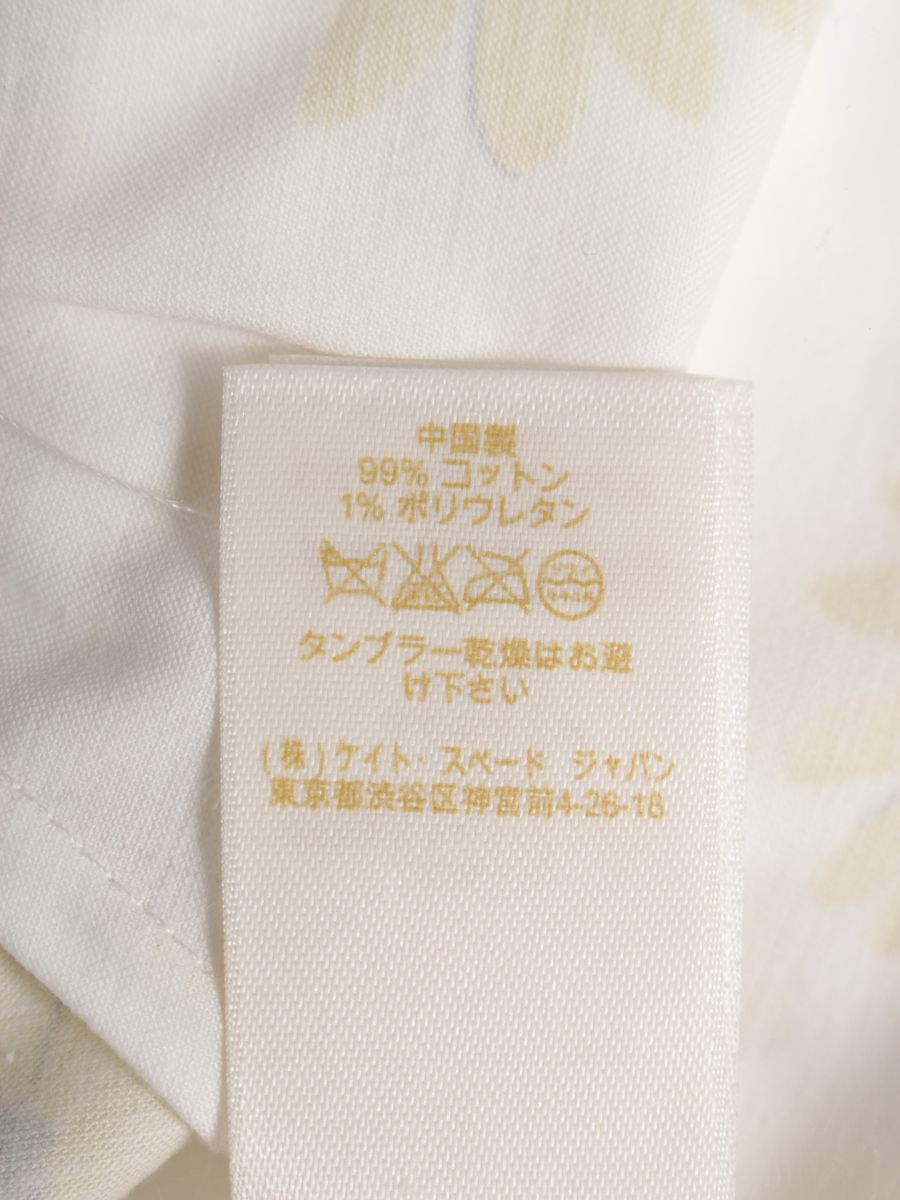 中国製
99% コットン
1% ポリウレタン
タンブラー乾燥はお避
け下さい
(株)ケイト・スペード ジャパン
東京都渋谷区神宮前4-26-18